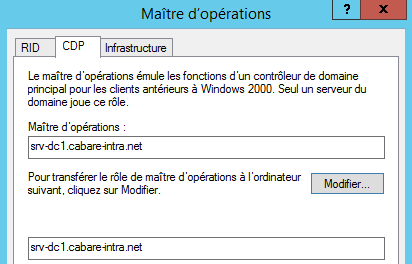 Maître d'opérations
?
x
RID
CDP
Infrastructure
Le maître d'opérations émule les fonctions d'un contrôleur de domaine
principal pour les clients antérieurs à Windows 2000. Seul un serveur du
domaine joue ce rôle.
Maître d'opérations :
srv-dc1.cabare-intra.net
Pour transférer le rôle de maître d'opérations à l'ordinateur
suivant, cliquez sur Modifier.
Modifier...
srv-dc1.cabare-intra.net